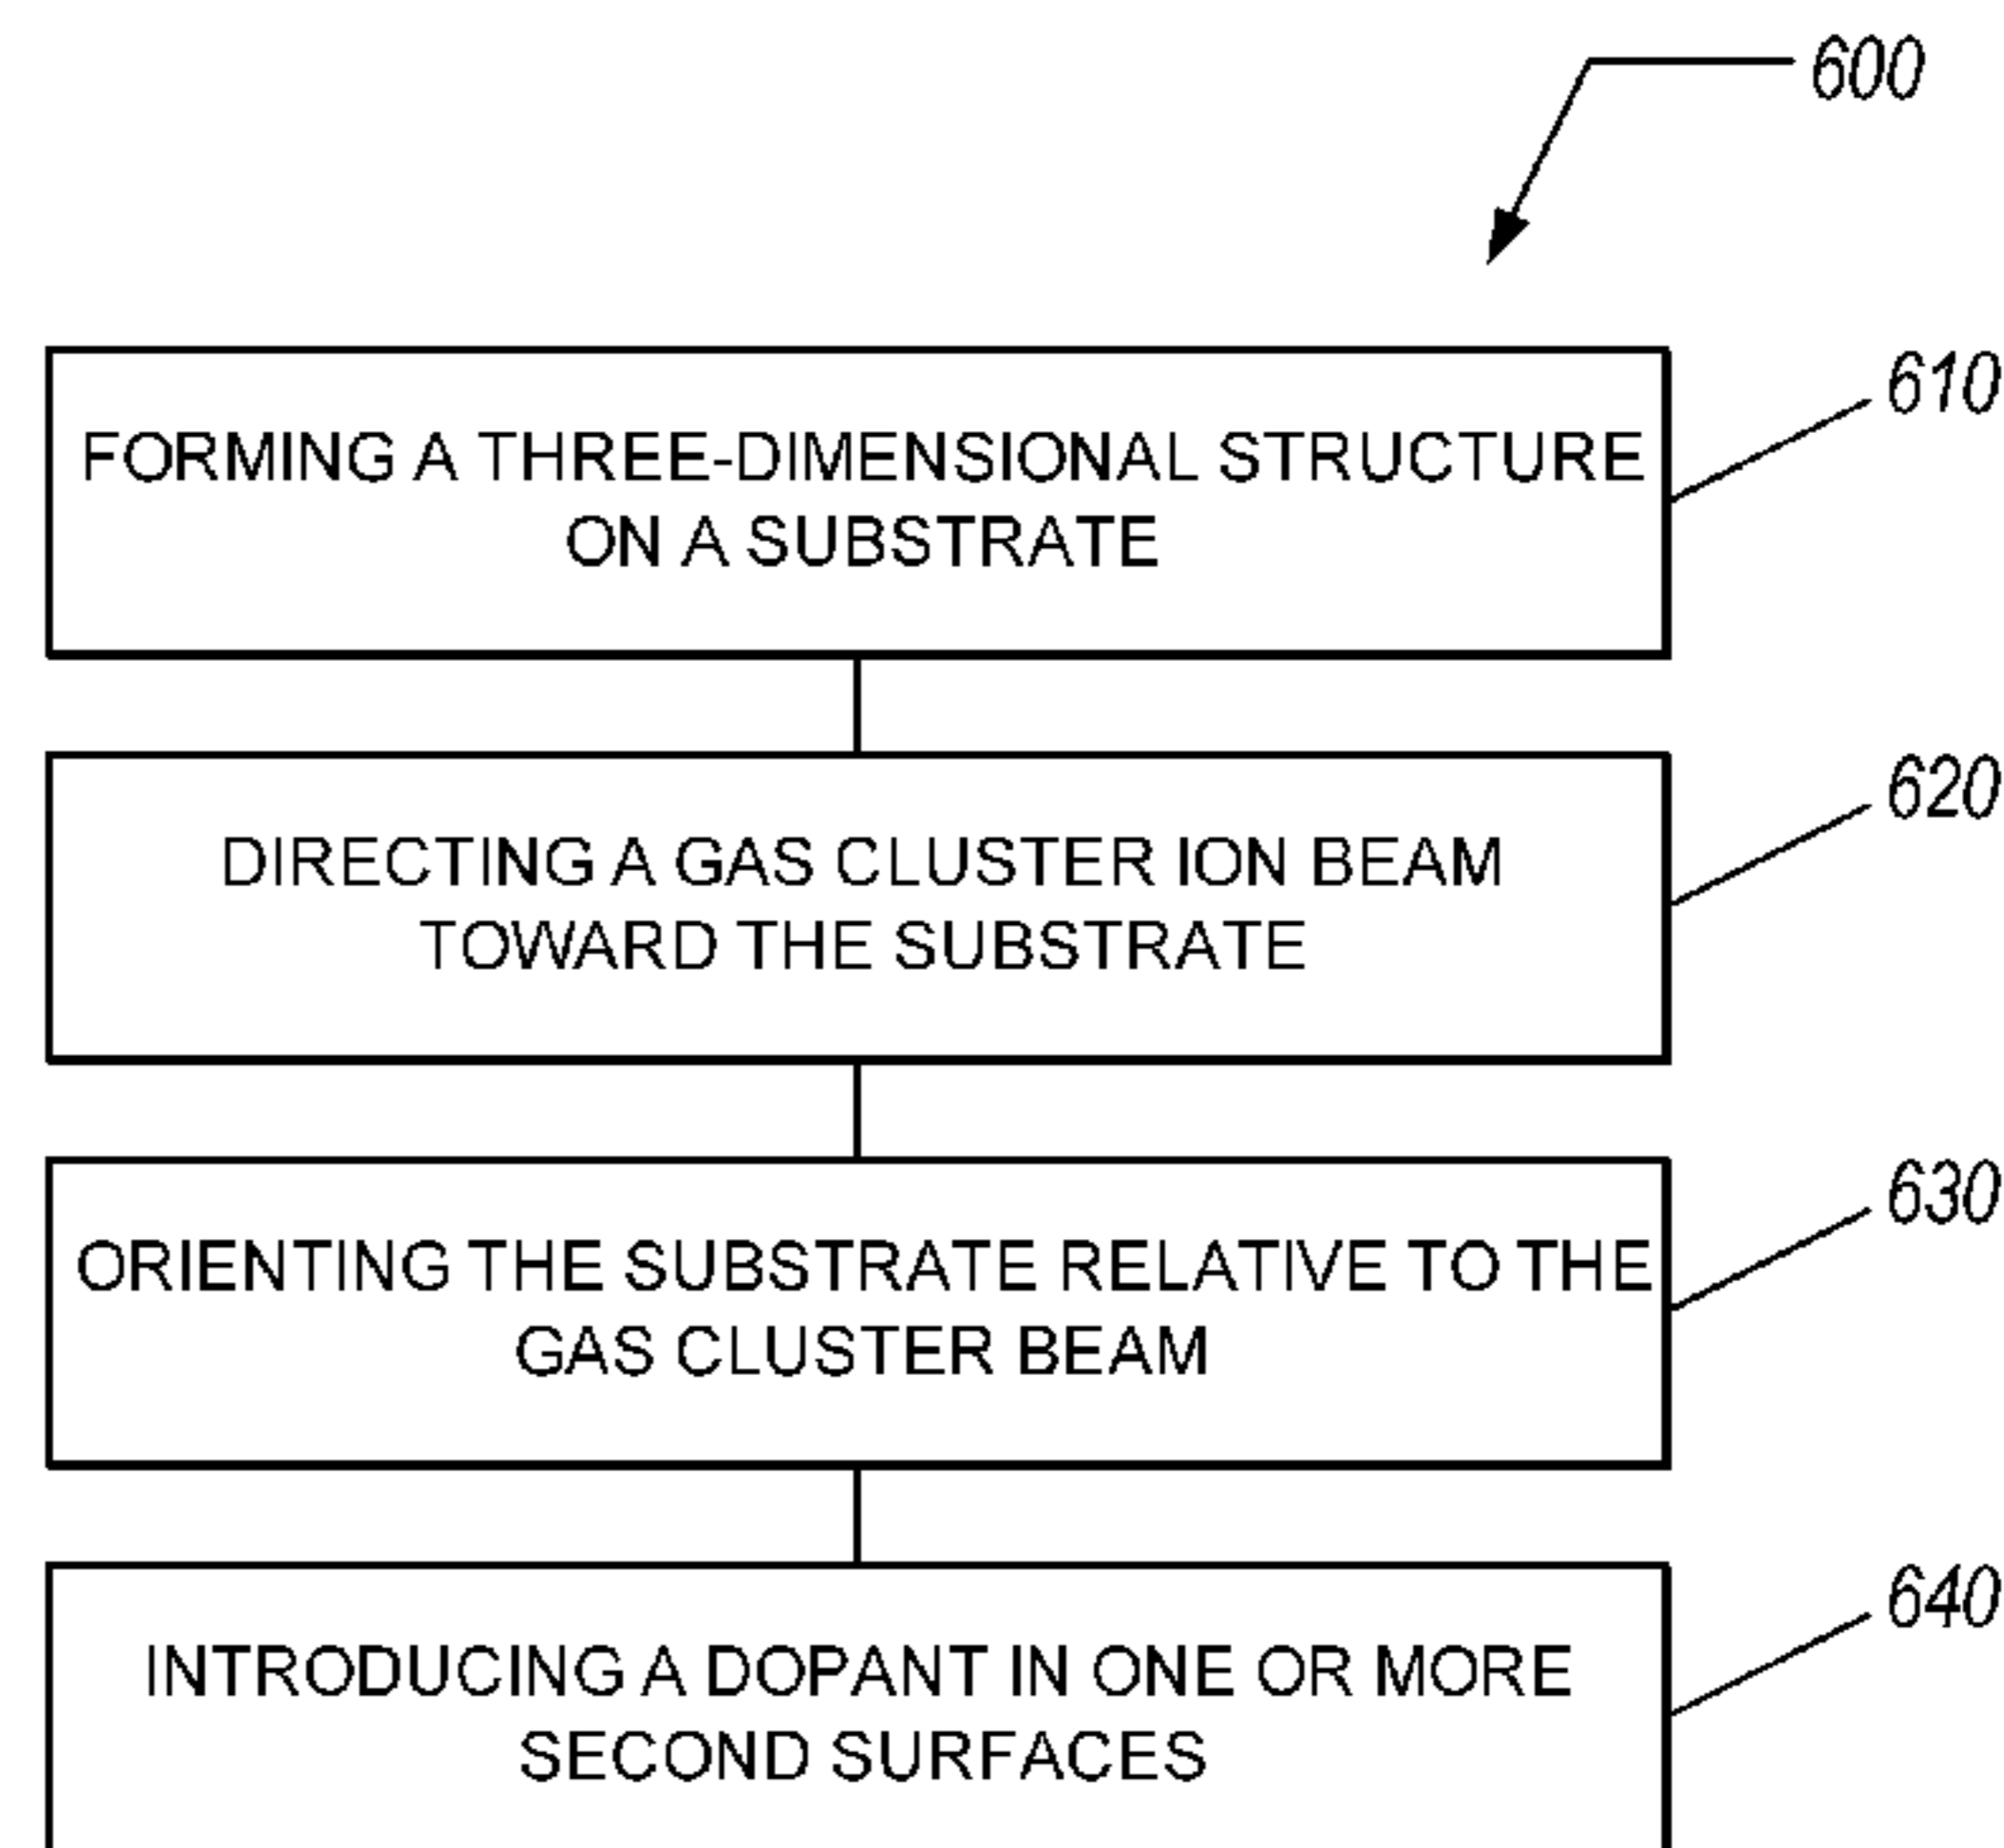 600
FORMING A THREE-DIMENSIONAL STRUCTURE
ON A SUBSTRATE
610
DIRECTING A GAS CLUSTER ION BEAM
TOWARD THE SUBSTRATE
620
ORIENTING THE SUBSTRATE RELATIVE TO THE
GAS CLUSTER BEAM
630
INTRODUCING A DOPANT IN ONE OR MORE
SECOND SURFACES
640